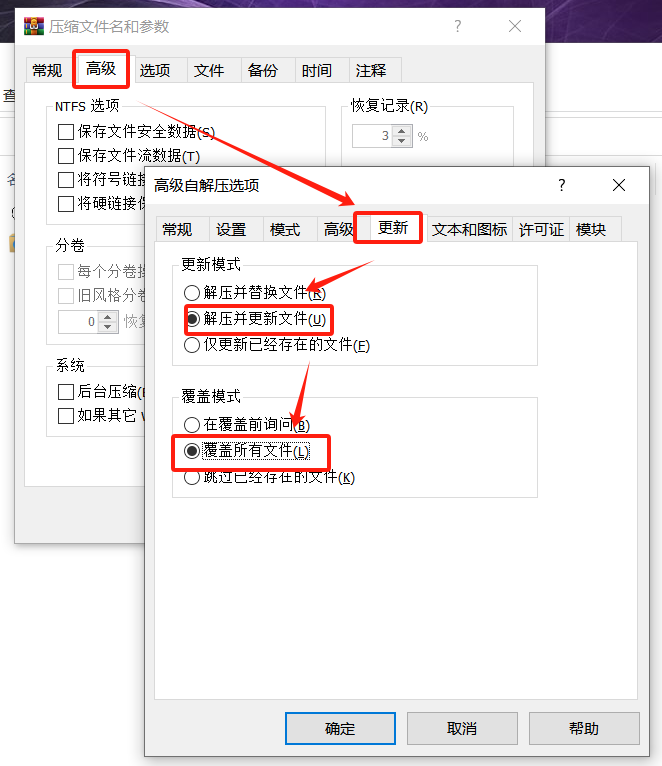 压缩文件名和参数
?
常规 高级 选项 文件 备份 时间 注释
查
NTFS 选项
保存文件安全数据(S)
保存文件流数据(T)
将符号链接
将硬链接保
恢复记录(R)
3 %
分卷
每个分卷操
旧风格分卷
0 恢复
系统
后台压缩(
如果其它 W
高级自解压选项
?
常规 设置 模式 高级 更新 文本和图标 许可证 模块
更新模式
解压并替换文件(R)
解压并更新文件(U)
仅更新已经存在的文件(F)
覆盖模式
在覆盖前询问(B)
覆盖所有文件(L)
跳过已经存在的文件(K)
确定 取消 帮助